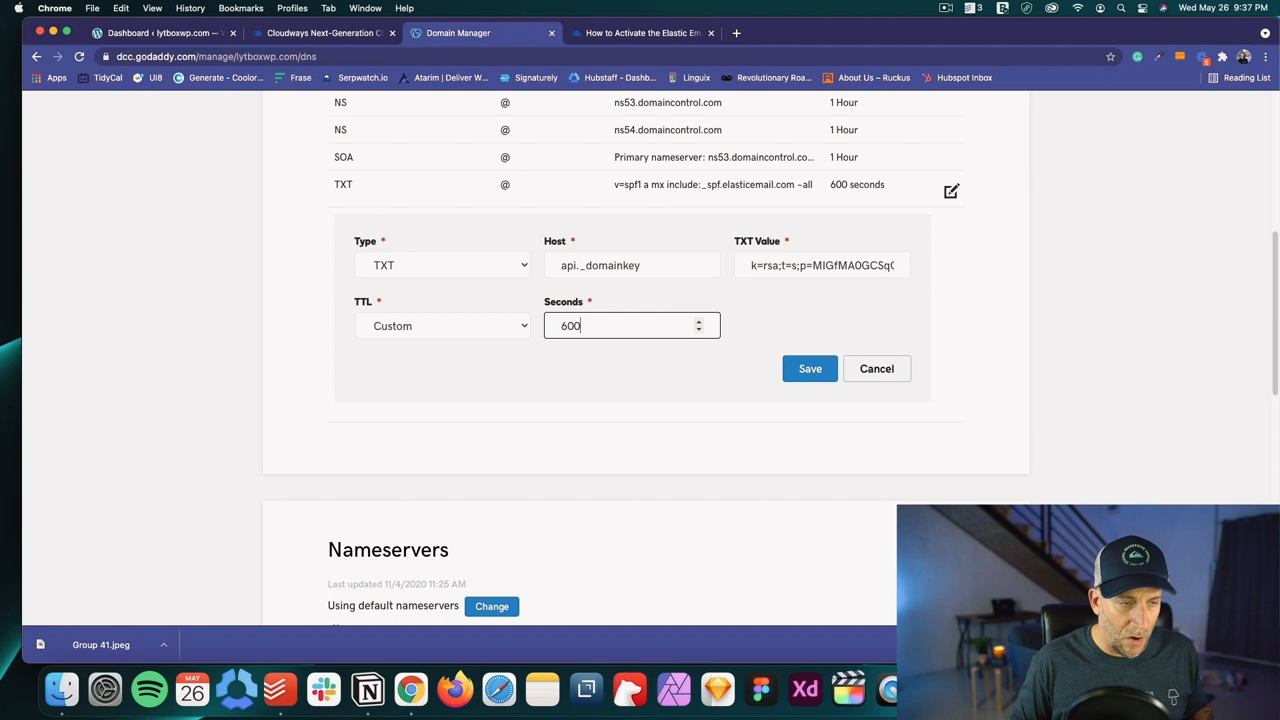 Chrome File Edit View History Bookmarks Profiles Tab Window Help 3 Wed May 26 9:37 PM
Dashboard ‹ lytboxwp.com — × Cloudways Next-Generation C × Domain Manager × How to Activate the Elastic Em × +
dcc.godaddy.com/manage/lytboxwp.com/dns
Apps TidyCal UI8 Generate - Coolor... Frase Serpwatch.io Atarim | Deliver W... Signaturely Hubstaff - Dashb... Linguix Revolutionary Roa... About Us – Ruckus Hubspot Inbox Reading List
NS @ ns53.domaincontrol.com 1 Hour
NS @ ns54.domaincontrol.com 1 Hour
SOA @ Primary nameserver: ns53.domaincontrol.co... 1 Hour
TXT @ v=spf1 a mx include:_spf.elasticemail.com ~all 600 seconds
Type * Host * TXT Value *
TXT api._domainkey k=rsa;t=s;p=MIGfMA0GCSqG
TTL * Seconds *
Custom 600
Save Cancel
Nameservers
Last updated 11/4/2020 11:25 AM
Using default nameservers Change
Group 41.jpeg
MAY
26
Xd